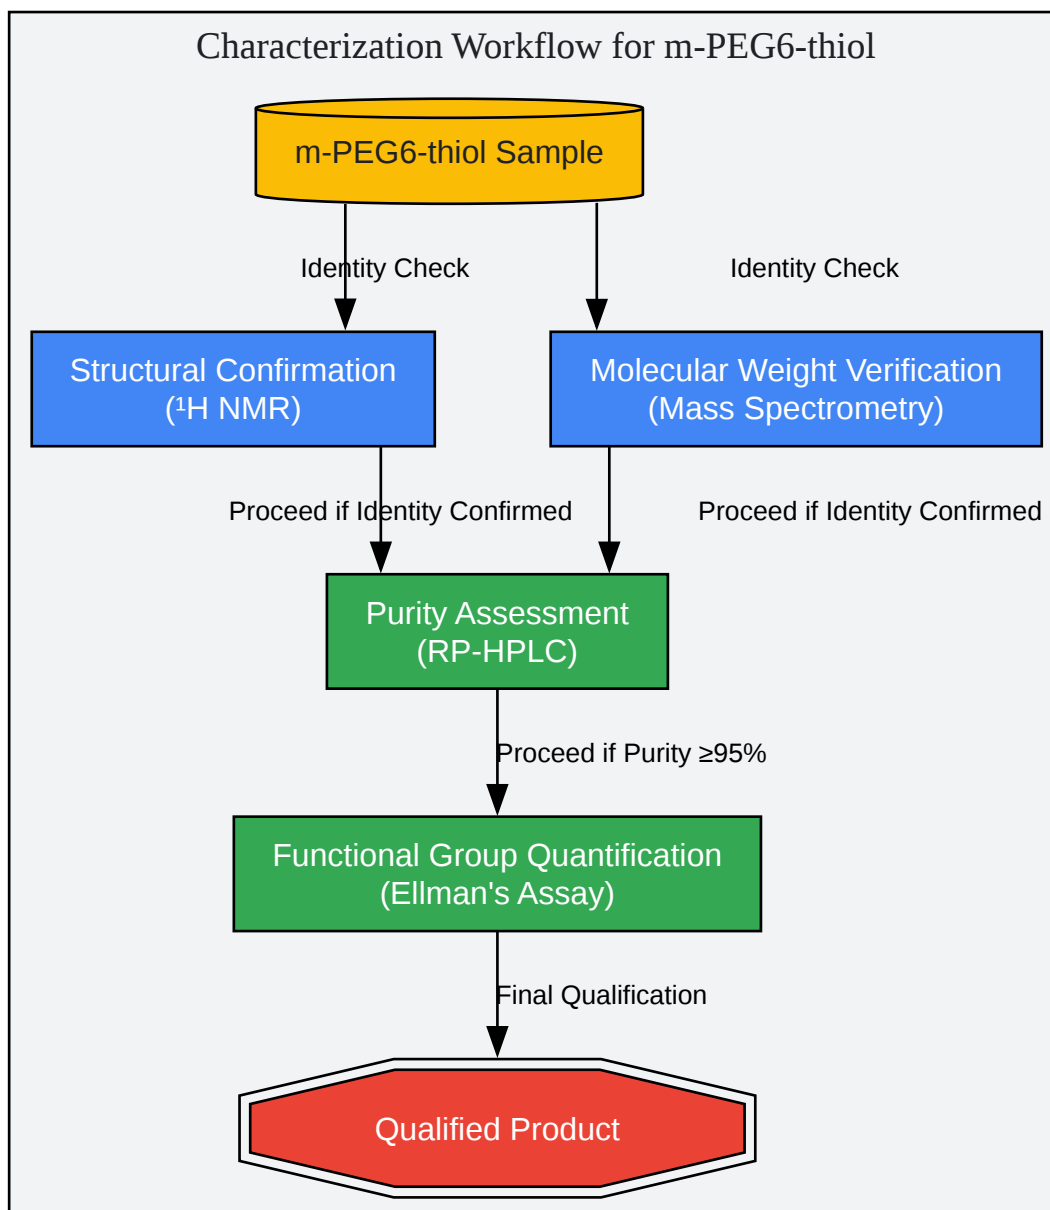 Characterization Workflow for m-PEG6-thiol
m-PEG6-thiol Sample
Identity Check
Identity Check
Structural Confirmation
(¹H NMR)
Molecular Weight Verification
(Mass Spectrometry)
Proceed if Identity Confirmed
Proceed if Identity Confirmed
Purity Assessment
(RP-HPLC)
Proceed if Purity ≥95%
Functional Group Quantification
(Ellman's Assay)
Final Qualification
Qualified Product